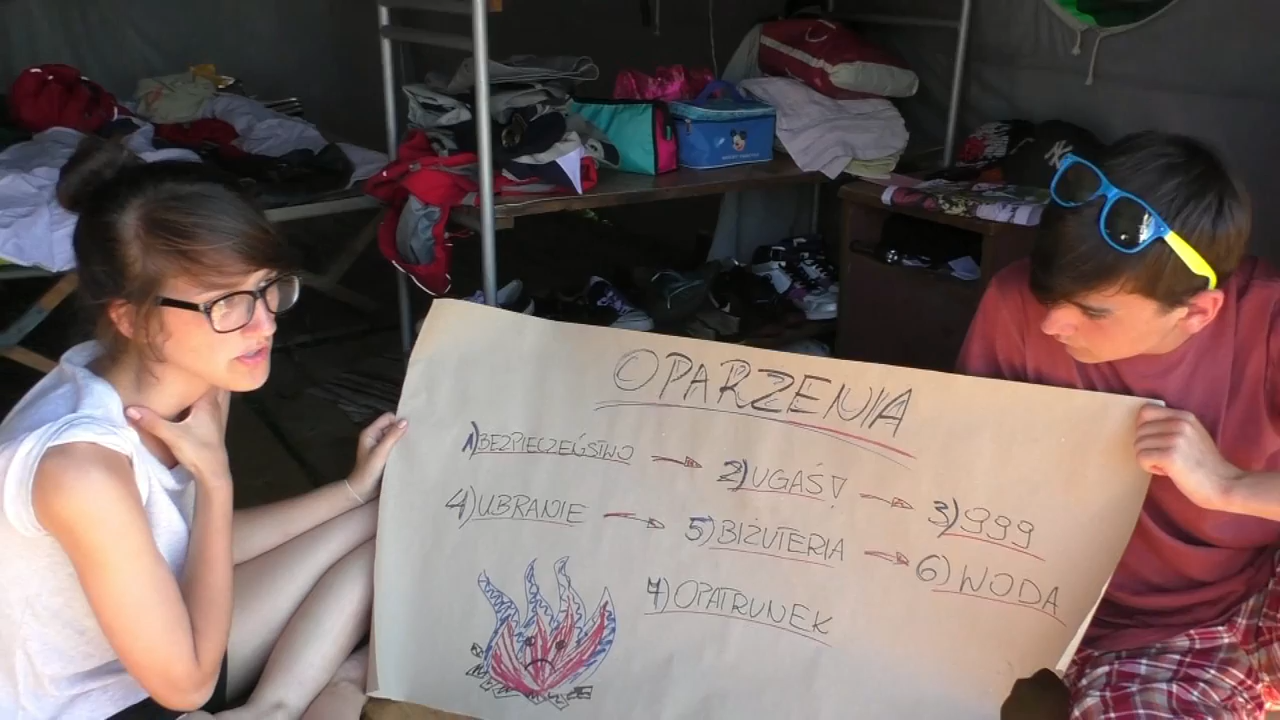 OPARZENIA
1) BEZPIECZEŃSTWO → 2) UGAŚ! → 3) 999
4) UBRANIE → 5) BIŻUTERIA → 6) WODA
7) OPATRUNEK